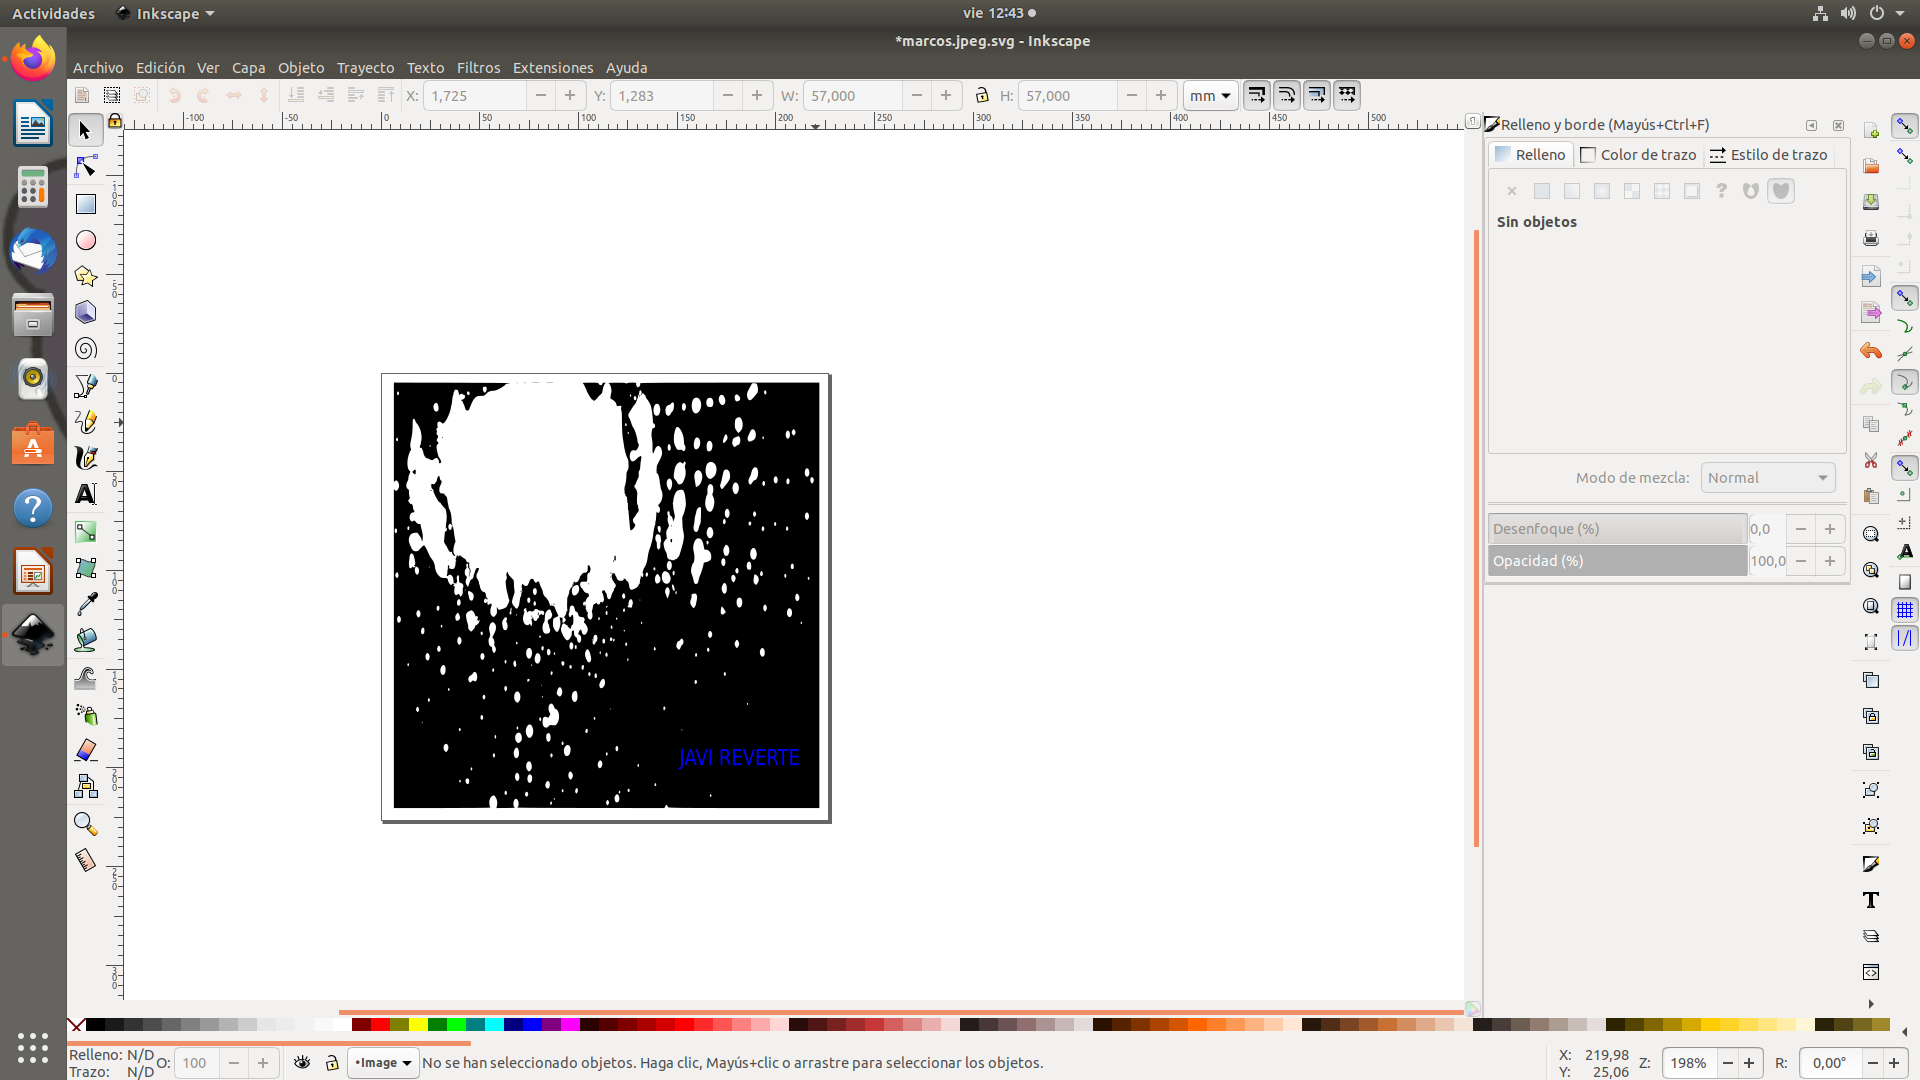 Actividades
Inkscape
vie 12:43
*marcos.jpeg.svg - Inkscape
Archivo Edición Ver Capa Objeto Trayecto Texto Filtros Extensiones Ayuda
X: 1,725 Y: 1,283 W: 57,000 H: 57,000 mm
-100 -50 0 50 100 150 200 250 300 350 400 450 500
Relleno y borde (Mayús+Ctrl+F)
Relleno Color de trazo Estilo de trazo
Sin objetos
Modo de mezcla: Normal
Desenfoque (%) 0,0
Opacidad (%) 100,0
JAVI REVERTE
Relleno: N/D
Trazo: N/D
O: 100
•Image
No se han seleccionado objetos. Haga clic, Mayús+clic o arrastre para seleccionar los objetos.
X: 219,98
Y: 25,06
Z: 198%
R: 0,00°